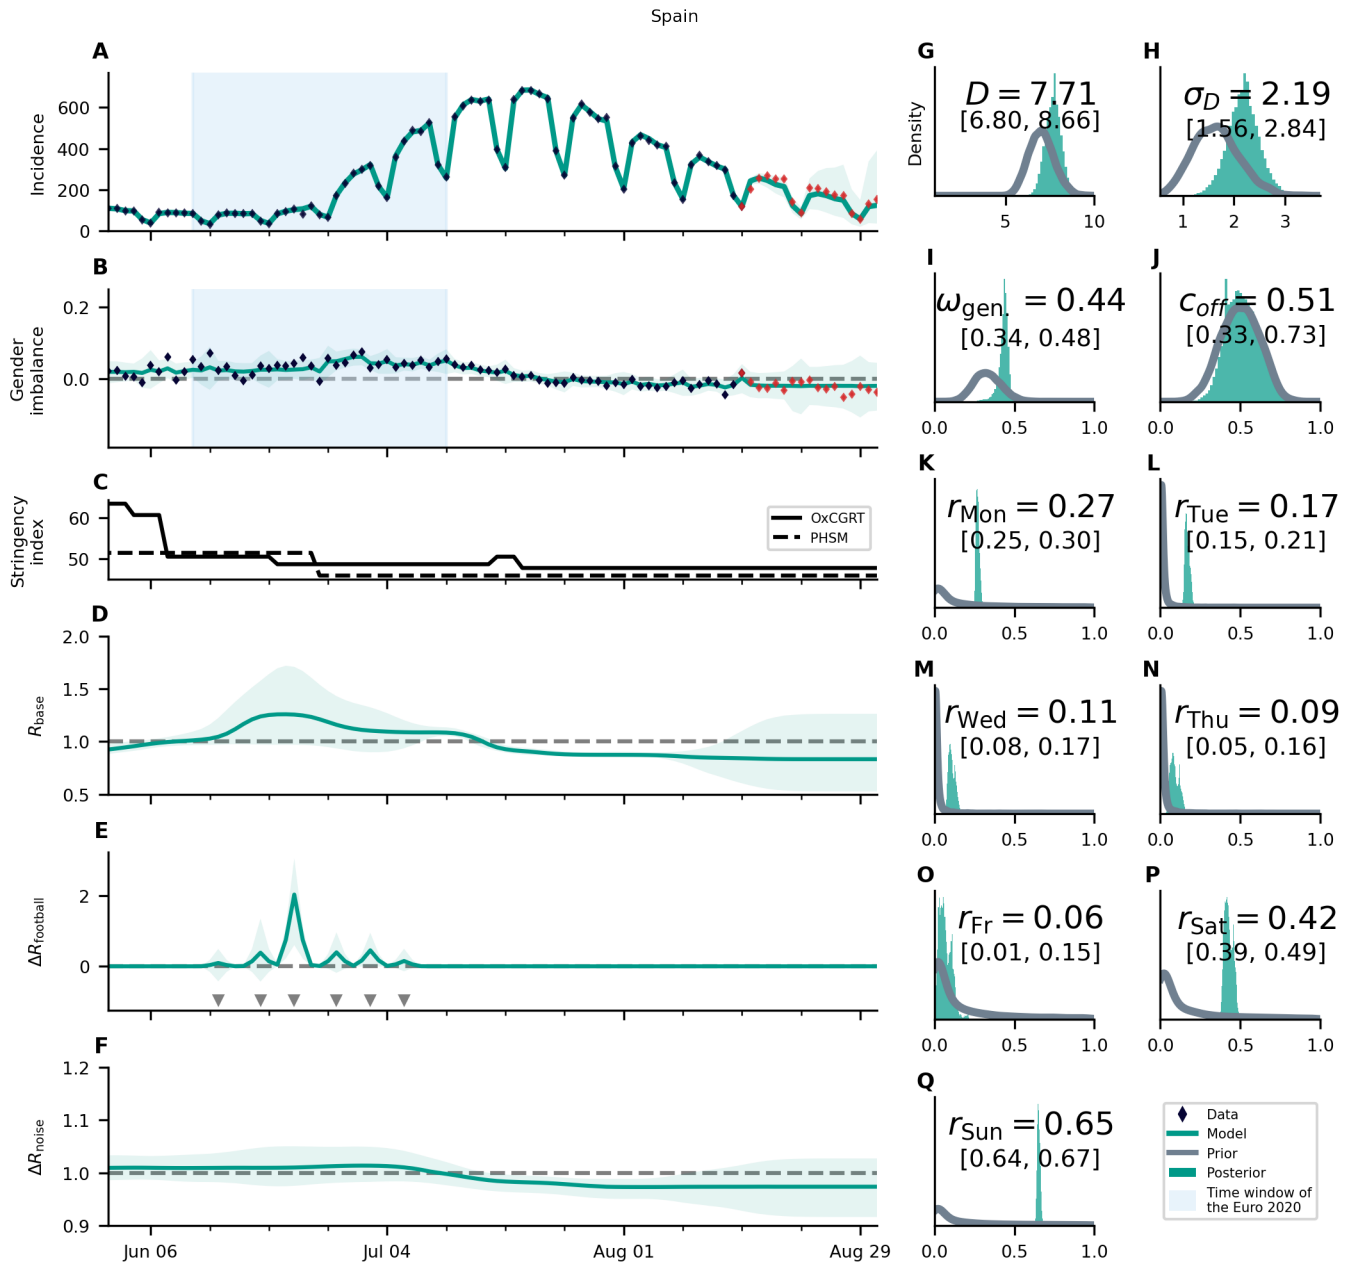 Spain
A
Incidence
600
400
200
0
B
Gender
imbalance
0.2
0.0
C
Stringency
index
60
50
OxCGRT
PHSM
D
R_base
2.0
1.5
1.0
0.5
E
ΔR_football
2
0
F
ΔR_noise
1.2
1.1
1.0
0.9
Jun 06 Jul 04 Aug 01 Aug 29
G
Density
D = 7.71
[6.80, 8.66]
5 10
H
σ_D = 2.19
[1.56, 2.84]
1 2 3
I
ω_gen. = 0.44
[0.34, 0.48]
0.0 0.5 1.0
J
c_off = 0.51
[0.33, 0.73]
0.0 0.5 1.0
K
r_Mon = 0.27
[0.25, 0.30]
0.0 0.5 1.0
L
r_Tue = 0.17
[0.15, 0.21]
0.0 0.5 1.0
M
r_Wed = 0.11
[0.08, 0.17]
0.0 0.5 1.0
N
r_Thu = 0.09
[0.05, 0.16]
0.0 0.5 1.0
O
r_Fr = 0.06
[0.01, 0.15]
0.0 0.5 1.0
P
r_Sat = 0.42
[0.39, 0.49]
0.0 0.5 1.0
Q
r_Sun = 0.65
[0.64, 0.67]
0.0 0.5 1.0
Data
Model
Prior
Posterior
Time window of
the Euro 2020